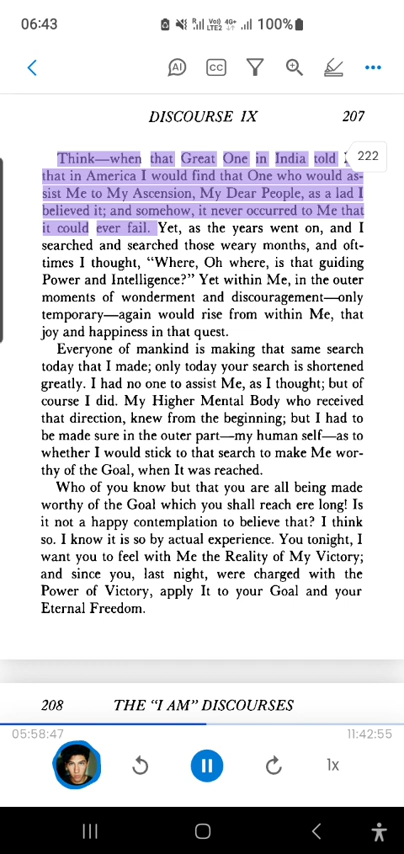 06:43
Vo)) 4G+
R LTE2
100%
AI
CC
DISCOURSE IX 207
222
Think—when that Great One in India told
that in America I would find that One who would as-
sist Me to My Ascension, My Dear People, as a lad I
believed it; and somehow, it never occurred to Me that
it could ever fail. Yet, as the years went on, and I
searched and searched those weary months, and oft-
times I thought, “Where, Oh where, is that guiding
Power and Intelligence?” Yet within Me, in the outer
moments of wonderment and discouragement—only
temporary—again would rise from within Me, that
joy and happiness in that quest.
Everyone of mankind is making that same search
today that I made; only today your search is shortened
greatly. I had no one to assist Me, as I thought; but of
course I did. My Higher Mental Body who received
that direction, knew from the beginning; but I had to
be made sure in the outer part—my human self—as to
whether I would stick to that search to make Me wor-
thy of the Goal, when It was reached.
Who of you know but that you are all being made
worthy of the Goal which you shall reach ere long! Is
it not a happy contemplation to believe that? I think
so. I know it is so by actual experience. You tonight, I
want you to feel with Me the Reality of My Victory;
and since you, last night, were charged with the
Power of Victory, apply It to your Goal and your
Eternal Freedom.
208 THE “I AM” DISCOURSES
05:58:47 11:42:55
1x